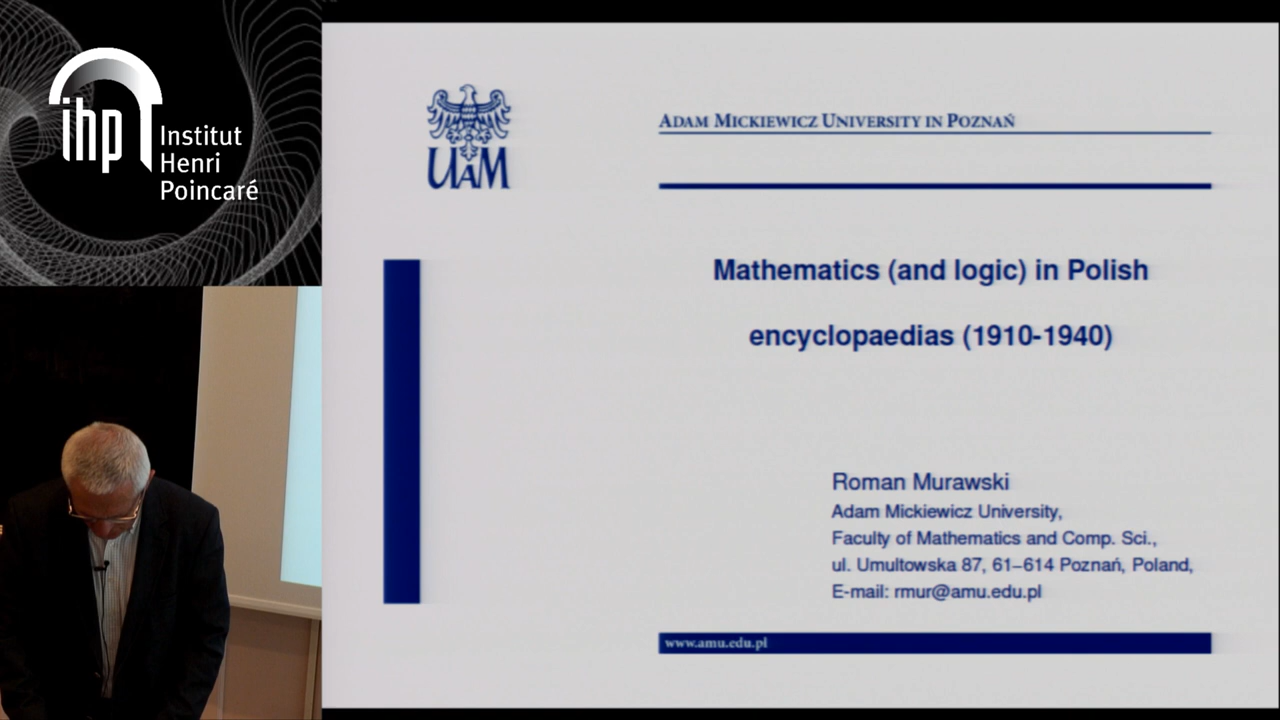 ihp
Institut
Henri
Poincaré
UAM
ADAM MICKIEWICZ UNIVERSITY IN POZNAŃ
Mathematics (and logic) in Polish
encyclopaedias (1910-1940)
Roman Murawski
Adam Mickiewicz University,
Faculty of Mathematics and Comp. Sci.,
ul. Umultowska 87, 61–614 Poznań, Poland,
E-mail: rmur@amu.edu.pl
www.amu.edu.pl